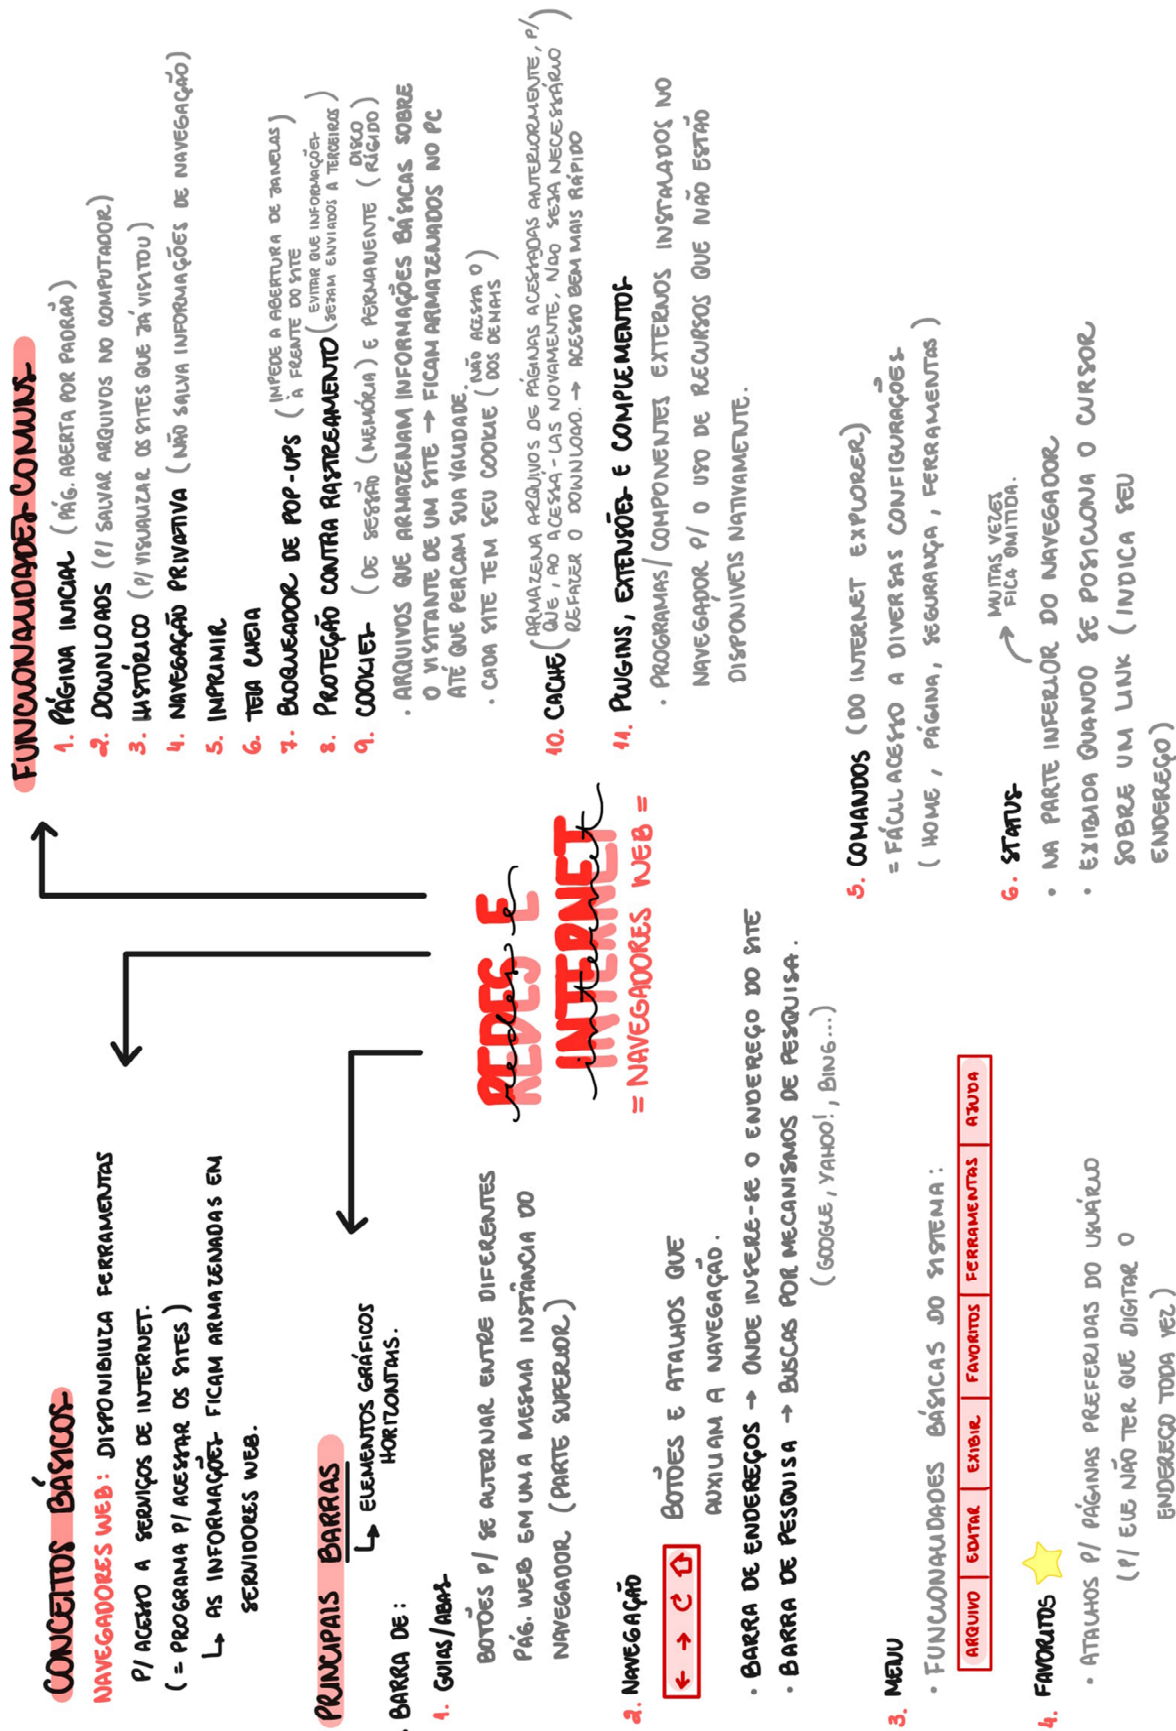 REDES E
redes e
INTERNET
internet
= NAVEGADORES WEB =
CONCEITOS BÁSICOS
NAVEGADORES WEB: DISPONIBILIZA FERRAMENTAS
P/ ACESSO A SERVIÇOS DE INTERNET.
(= PROGRAMA P/ ACESSAR OS SITES)
↳ AS INFORMAÇÕES FICAM ARMAZENADAS EM
SERVIDORES WEB.
PRINCIPAIS BARRAS
↳ ELEMENTOS GRÁFICOS
HORIZONTAIS.
. BARRA DE:
1. GUIAS/ABAS
BOTÕES P/ SE ALTERNAR ENTRE DIFERENTES
PÁG. WEB EM UMA MESMA INSTÂNCIA DO
NAVEGADOR (PARTE SUPERIOR)
2. NAVEGAÇÃO
BOTÕES E ATALHOS QUE
AUXILIAM A NAVEGAÇÃO.
· BARRA DE ENDEREÇOS → ONDE INSERE-SE O ENDEREÇO DO SITE
· BARRA DE PESQUISA → BUSCAS POR MECANISMOS DE PESQUISA.
(GOOGLE, YAHOO!, BING...)
3. MENU
· FUNCIONALIDADES BÁSICAS DO SISTEMA:
ARQUIVO EDITAR EXIBIR FAVORITOS FERRAMENTAS AJUDA
4. FAVORITOS
· ATALHOS P/ PÁGINAS PREFERIDAS DO USUÁRIO
(P/ ELE NÃO TER QUE DIGITAR O
ENDEREÇO TODA VEZ)
5. COMANDOS (DO INTERNET EXPLORER)
= FÁCIL ACESSO A DIVERSAS CONFIGURAÇÕES
(HOME, PÁGINA, SEGURANÇA, FERRAMENTAS)
6. STATUS
MUITAS VEZES
FICA OMITIDA.
· NA PARTE INFERIOR DO NAVEGADOR
· EXIBIDA QUANDO SE POSICIONA O CURSOR
SOBRE UM LINK (INDICA SEU
ENDEREÇO)
FUNCIONALIDADES COMUNS
1. PÁGINA INICIAL (PÁG. ABERTA POR PADRÃO)
2. DOWNLOADS (P/ SALVAR ARQUIVOS NO COMPUTADOR)
3. HISTÓRICO (P/ VISUALIZAR OS SITES QUE JÁ VISITOU)
4. NAVEGAÇÃO PRIVATIVA (NÃO SALVA INFORMAÇÕES DE NAVEGAÇÃO)
5. IMPRIMIR
6. TELA CHEIA
7. BLOQUEADOR DE POP-UPS (IMPEDE A ABERTURA DE JANELAS
À FRENTE DO SITE)
8. PROTEÇÃO CONTRA RASTREAMENTO (EVITAR QUE INFORMAÇÕES
SEJAM ENVIADOS A TERCEIROS)
9. COOKIES (DE SESSÃO (MEMÓRIA) E PERMANENTE (DISCO
RÍGIDO)
· ARQUIVOS QUE ARMAZENAM INFORMAÇÕES BÁSICAS SOBRE
O VISITANTE DE UM SITE → FICAM ARMAZENADOS NO PC
ATÉ QUE PERCAM SUA VALIDADE.
· CADA SITE TEM SEU COOKIE (NÃO ACESSA O
DOS DEMAIS)
10. CACHE (ARMAZENA ARQUIVOS DE PÁGINAS ACESSADAS ANTERIORMENTE, P/
QUE, AO ACESSÁ-LAS NOVAMENTE, NÃO SEJA NECESSÁRIO
REFAZER O DOWNLOAD. → ACESSO BEM MAIS RÁPIDO)
11. PLUGINS, EXTENSÕES E COMPLEMENTOS
· PROGRAMAS/COMPONENTES EXTERNOS INSTALADOS NO
NAVEGADOR P/ O USO DE RECURSOS QUE NÃO ESTÃO
DISPONÍVEIS NATIVAMENTE.